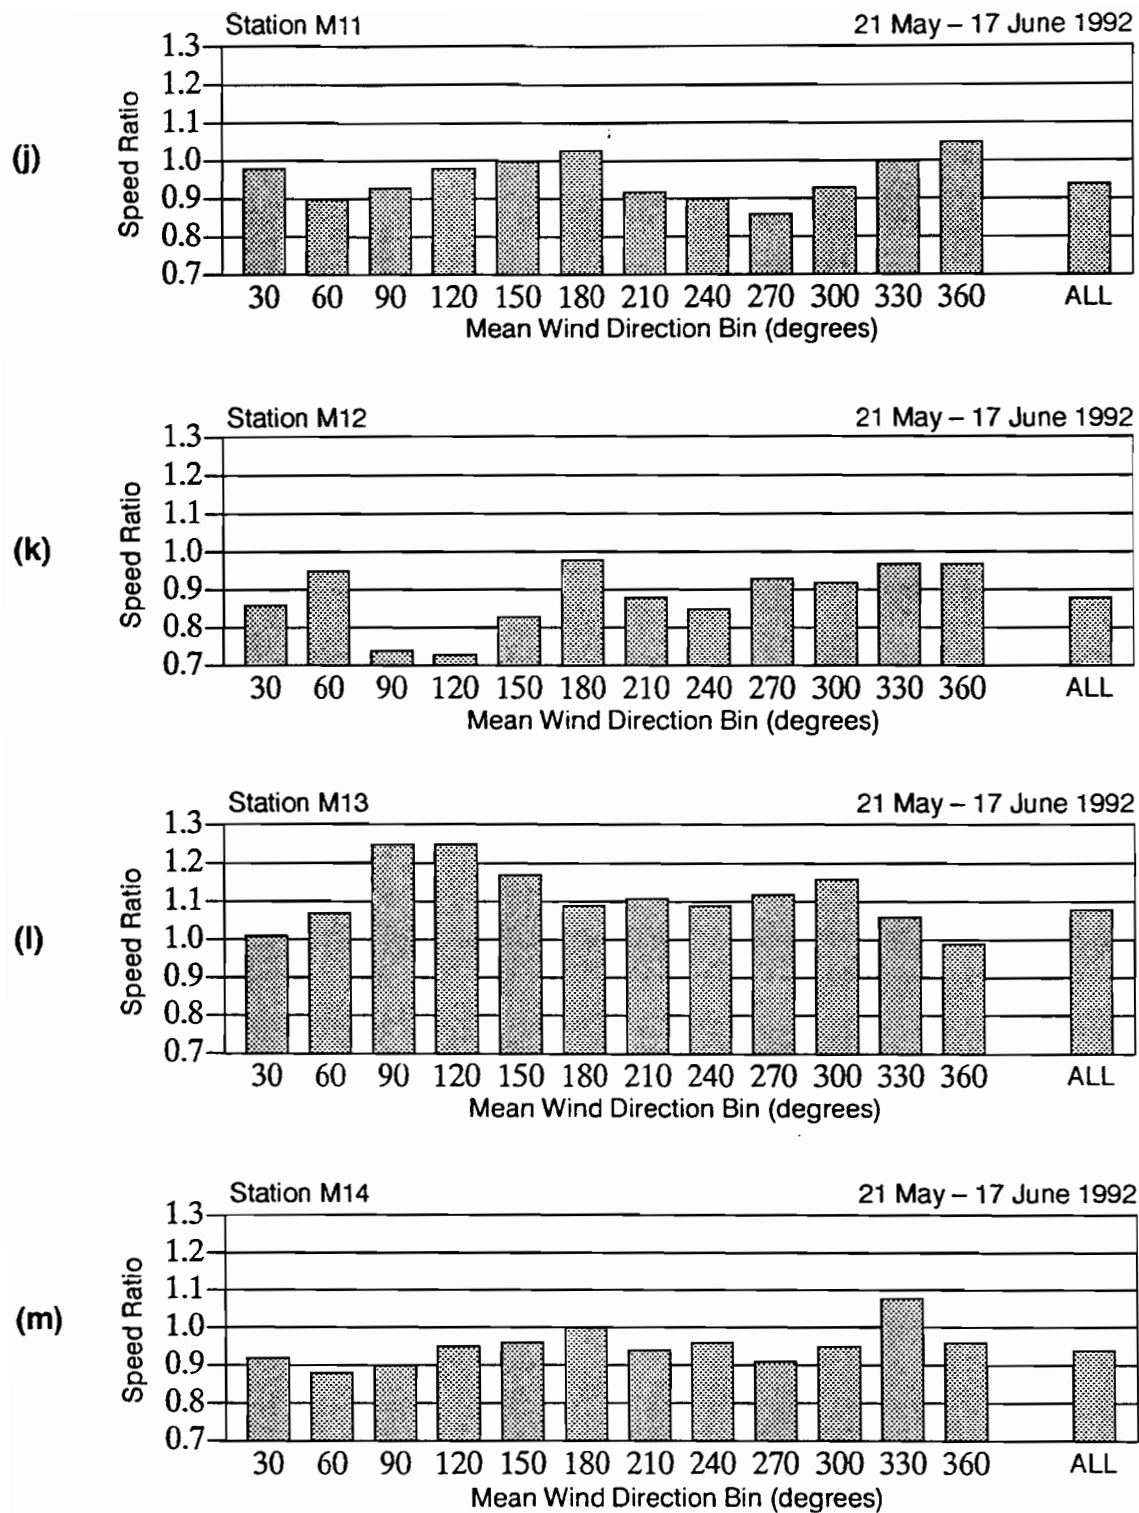 (j)
Station M11 21 May – 17 June 1992
Speed Ratio
1.3
1.2
1.1
1.0
0.9
0.8
0.7
30 60 90 120 150 180 210 240 270 300 330 360 ALL
Mean Wind Direction Bin (degrees)
(k)
Station M12 21 May – 17 June 1992
Speed Ratio
1.3
1.2
1.1
1.0
0.9
0.8
0.7
30 60 90 120 150 180 210 240 270 300 330 360 ALL
Mean Wind Direction Bin (degrees)
(l)
Station M13 21 May – 17 June 1992
Speed Ratio
1.3
1.2
1.1
1.0
0.9
0.8
0.7
30 60 90 120 150 180 210 240 270 300 330 360 ALL
Mean Wind Direction Bin (degrees)
(m)
Station M14 21 May – 17 June 1992
Speed Ratio
1.3
1.2
1.1
1.0
0.9
0.8
0.7
30 60 90 120 150 180 210 240 270 300 330 360 ALL
Mean Wind Direction Bin (degrees)